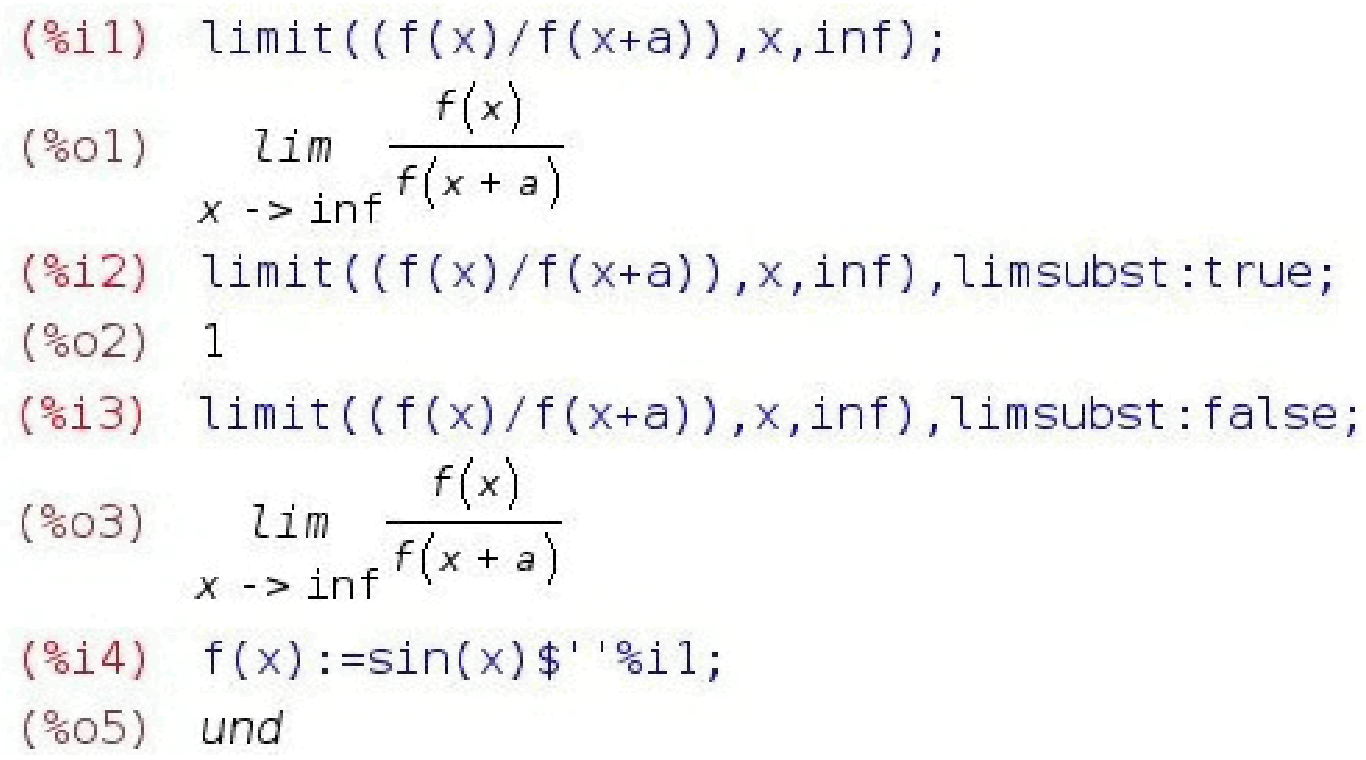 (%i1) limit((f(x)/f(x+a)),x,inf);
f(x)
(%o1) lim
f(x + a)
x -> inf
(%i2) limit((f(x)/f(x+a)),x,inf),limsubst:true;
(%o2) 1
(%i3) limit((f(x)/f(x+a)),x,inf),limsubst:false;
f(x)
(%o3) lim
f(x + a)
x -> inf
(%i4) f(x):=sin(x)$''%i1;
(%o5) und